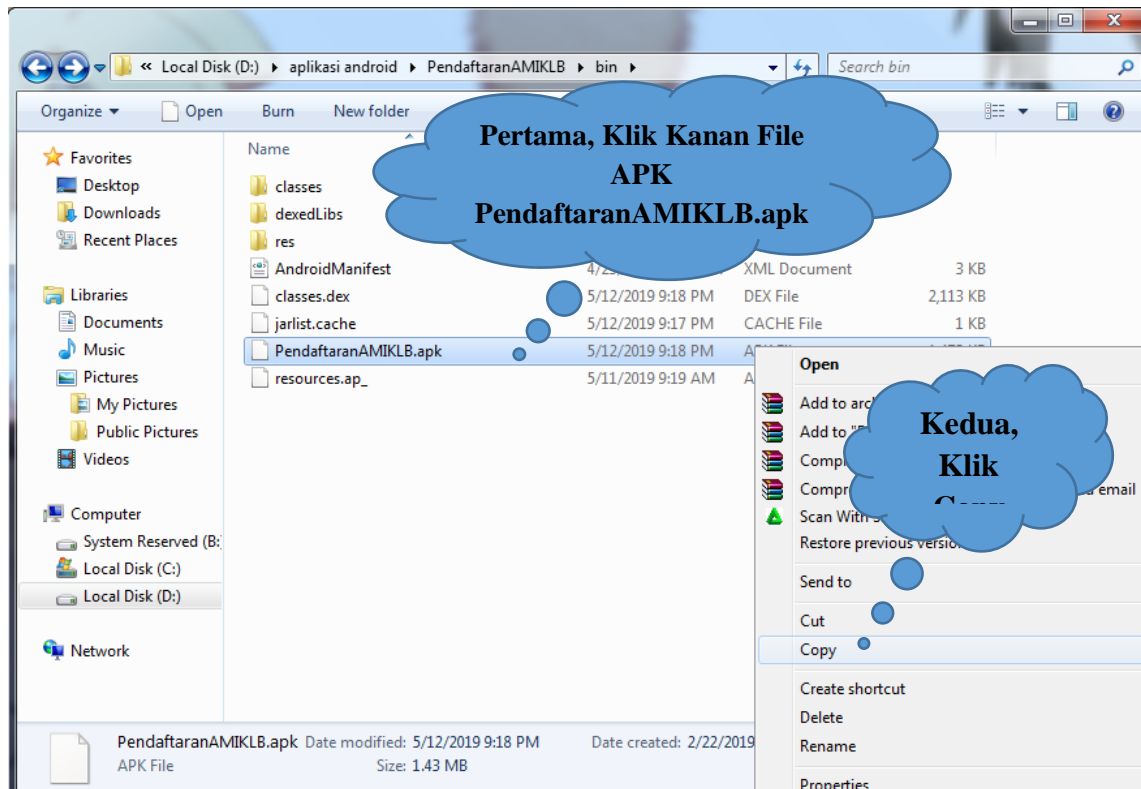 « Local Disk (D:) ▸ aplikasi android ▸ PendaftaranAMIKLB ▸ bin ▸
Search bin
Organize Open Burn New folder
Name
Favorites
Desktop
Downloads
Recent Places
Libraries
Documents
Music
Pictures
My Pictures
Public Pictures
Videos
Computer
System Reserved (B:
Local Disk (C:)
Local Disk (D:)
Network
Pertama, Klik Kanan File
APK
PendaftaranAMIKLB.apk
classes
dexedLibs
res
AndroidManifest XML Document 3 KB
classes.dex 5/12/2019 9:18 PM DEX File 2,113 KB
jarlist.cache 5/12/2019 9:17 PM CACHE File 1 KB
PendaftaranAMIKLB.apk 5/12/2019 9:18 PM
resources.ap_ 5/11/2019 9:19 AM
Kedua,
Klik
Open
Add to
Add to
email
Scan With
Restore previous
Send to
Cut
Copy
Create shortcut
Delete
Rename
Properties
PendaftaranAMIKLB.apk Date modified: 5/12/2019 9:18 PM Date created: 2/22/2019
APK File Size: 1.43 MB